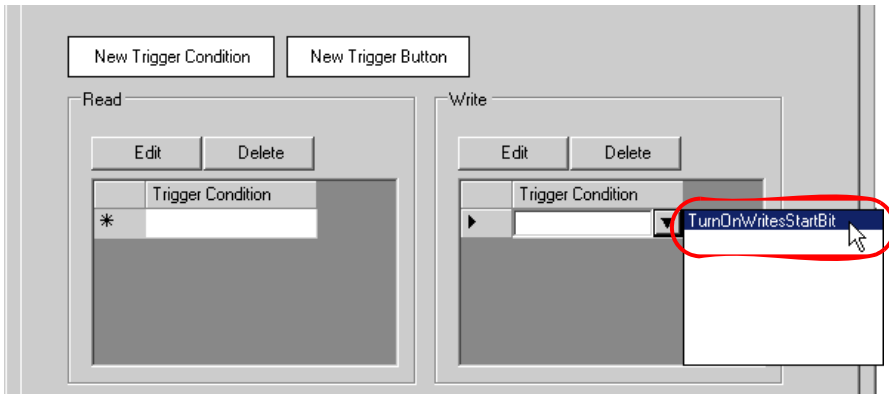 New Trigger Condition
New Trigger Button
Read
Edit
Delete
Trigger Condition
*
Write
Edit
Delete
Trigger Condition
TurnOnWritesStartBit